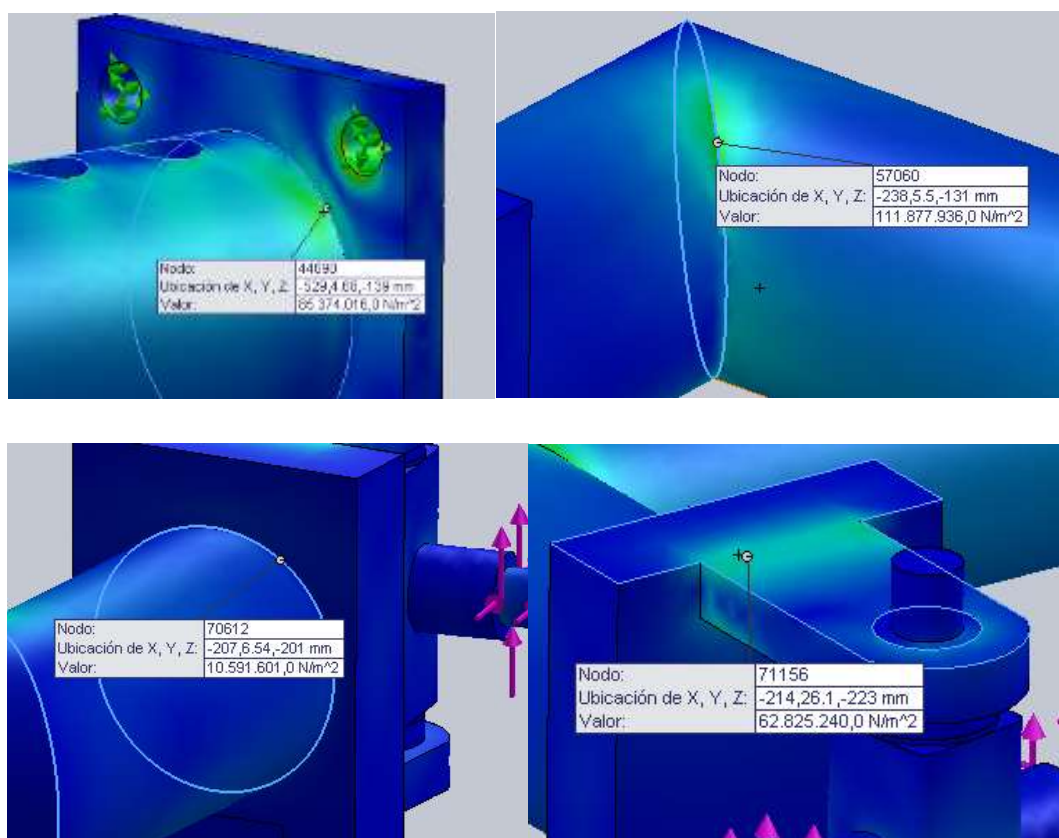 Nodo: 44690
Ubicación de X, Y, Z: -529,4.68,-139 mm
Valor: 85.374.016,0 N/m^2
Nodo: 57060
Ubicación de X, Y, Z: -238,5.5,-131 mm
Valor: 111.877.936,0 N/m^2
Nodo: 70612
Ubicación de X, Y, Z: -207,6.54,-201 mm
Valor: 10.591.601,0 N/m^2
Nodo: 71156
Ubicación de X, Y, Z: -214,26.1,-223 mm
Valor: 62.825.240,0 N/m^2